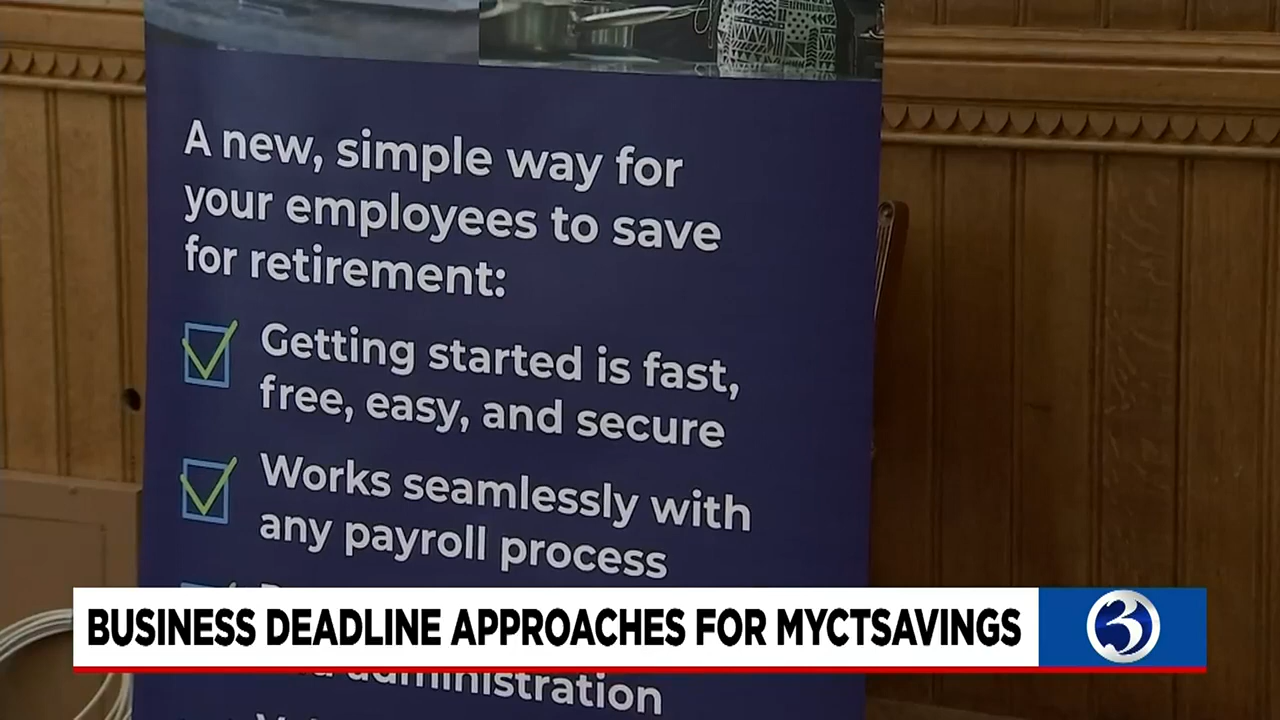 A new, simple way for
your employees to save
for retirement:
Getting started is fast,
free, easy, and secure
Works seamlessly with
any payroll process
BUSINESS DEADLINE APPROACHES FOR MYCTSAVINGS
3
administration